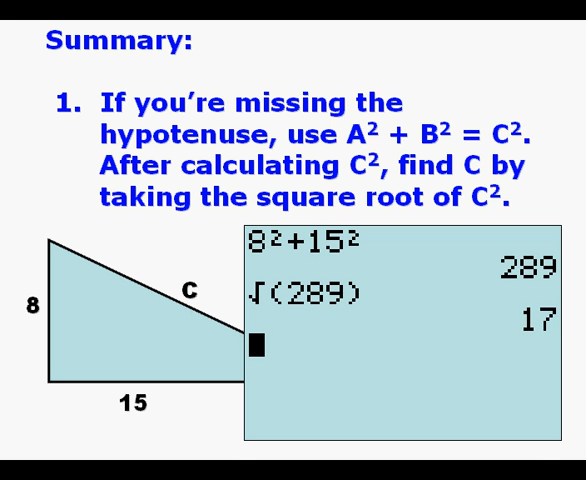 Summary:
1. If you’re missing the
hypotenuse, use A² + B² = C².
After calculating C², find C by
taking the square root of C².
8²+15²
289
√(289)
17
C
8
15